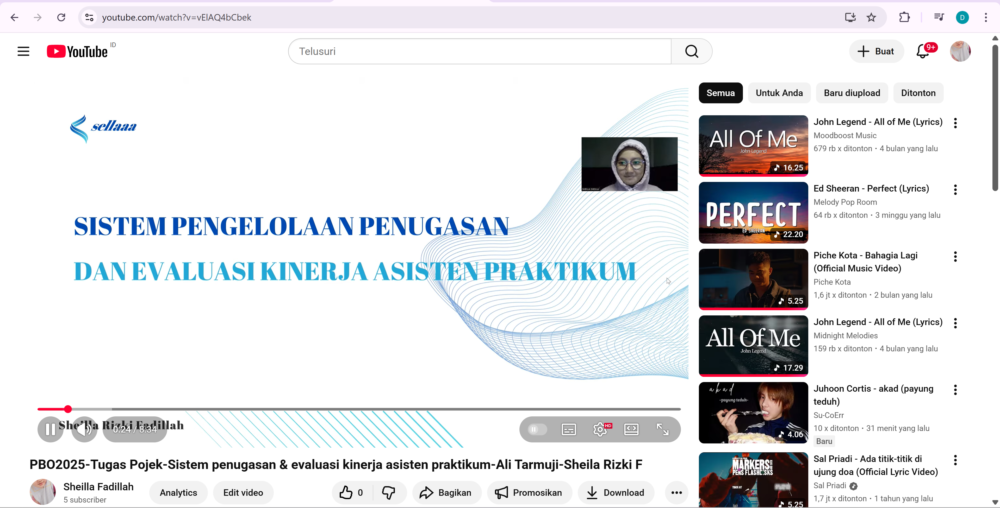 youtube.com/watch?v=vElAQ4bCbek
D
YouTube ID
Telusuri
Buat
9+
sellaaa
SHEILLA SHEILLA
SISTEM PENGELOLAAN PENUGASAN
DAN EVALUASI KINERJA ASISTEN PRAKTIKUM
Sheilla Rizki Fadillah
0:24 / 8:34
HD
PBO2025-Tugas Pojek-Sistem penugasan & evaluasi kinerja asisten praktikum-Ali Tarmuji-Sheila Rizki F
Sheilla Fadillah
5 subscriber
Analytics
Edit video
0
Bagikan
Promosikan
Download
Semua
Untuk Anda
Baru diupload
Ditonton
All Of Me
John Legend
16.25
John Legend - All of Me (Lyrics)
Moodboost Music
679 rb x ditonton • 4 bulan yang lalu
PERFECT
ED SHEERAN
22.20
Ed Sheeran - Perfect (Lyrics)
Melody Pop Room
64 rb x ditonton • 3 minggu yang lalu
5.25
Piche Kota - Bahagia Lagi
(Official Music Video)
Piche Kota
1,6 jt x ditonton • 2 bulan yang lalu
All Of Me
John Legend
17.29
John Legend - All of Me (Lyrics)
Midnight Melodies
159 rb x ditonton • 4 bulan yang lalu
akad
-payung teduh-
4.06
Juhoon Cortis - akad (payung
teduh)
Su-CoErr
10 x ditonton • 31 menit yang lalu
Baru
MARKERS
PENS FLASHDISKS
TRACK #7
(p)
5.25
Sal Priadi - Ada titik-titik di
ujung doa (Official Lyric Video)
Sal Priadi
1,7 jt x ditonton • 1 tahun yang lalu